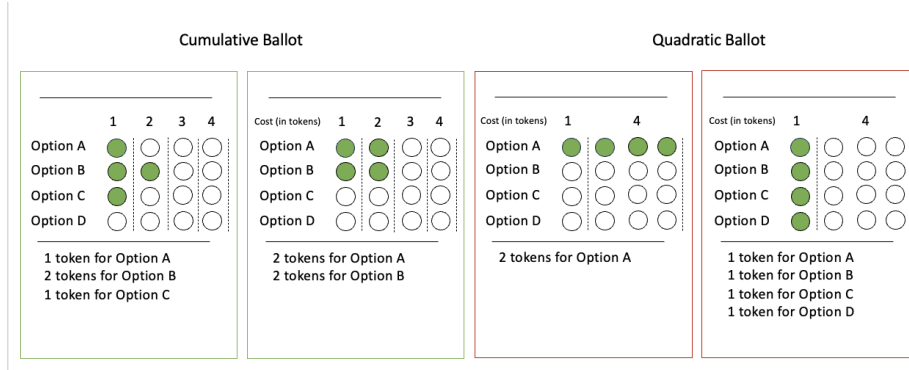 Cumulative Ballot
Quadratic Ballot
1 2 3 4
Option A
Option B
Option C
Option D
1 token for Option A
2 tokens for Option B
1 token for Option C
Cost (in tokens) 1 2 3 4
Option A
Option B
Option C
Option D
2 tokens for Option A
2 tokens for Option B
Cost (in tokens) 1 4
Option A
Option B
Option C
Option D
2 tokens for Option A
Cost (in tokens) 1 4
Option A
Option B
Option C
Option D
1 token for Option A
1 token for Option B
1 token for Option C
1 token for Option D